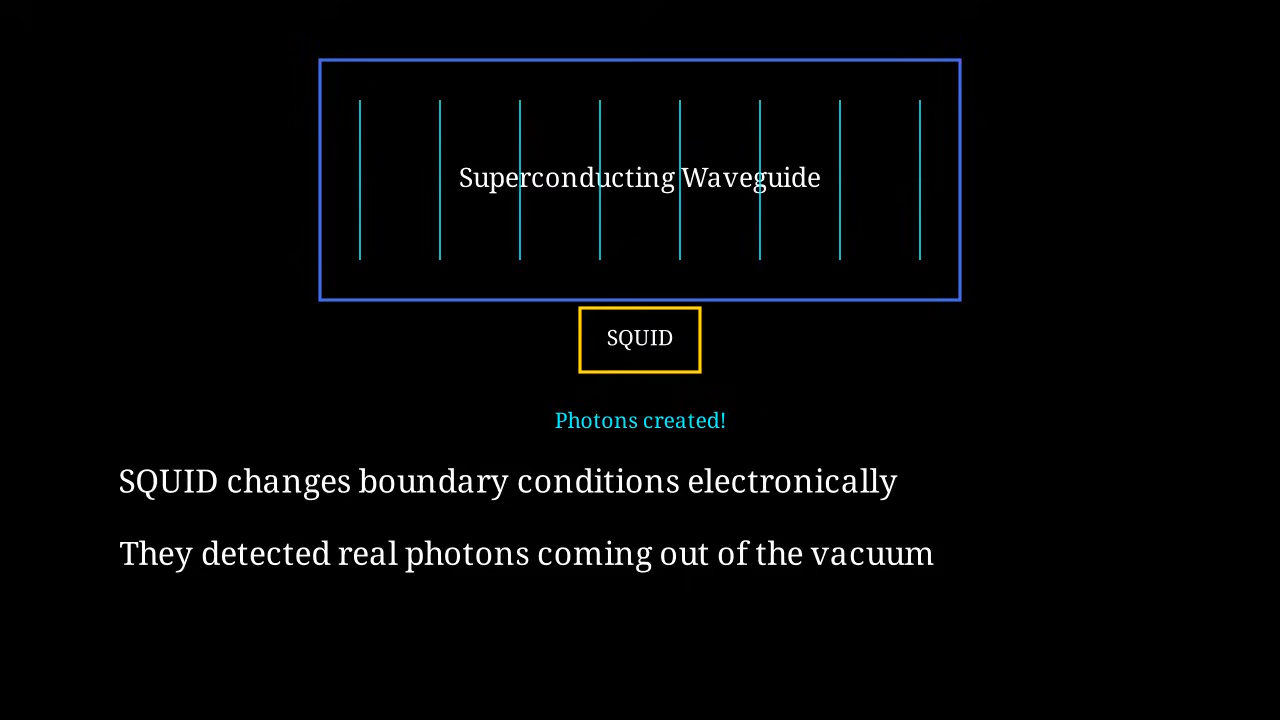 Superconducting Waveguide
SQUID
Photons created!
SQUID changes boundary conditions electronically
They detected real photons coming out of the vacuum